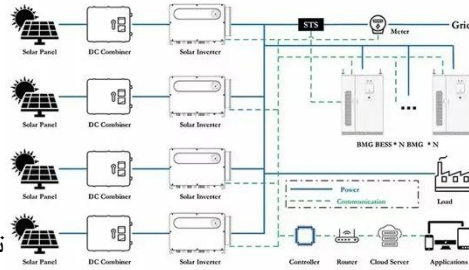 STS
Meter
Grid
Solar Panel DC Combiner Solar Inverter
Solar Panel DC Combiner Solar Inverter
BMG BESS * N BMG * N
Solar Panel DC Combiner Solar Inverter
Power
Communication
Load
Solar Panel DC Combiner Solar Inverter
Controller Router Cloud Server Applications